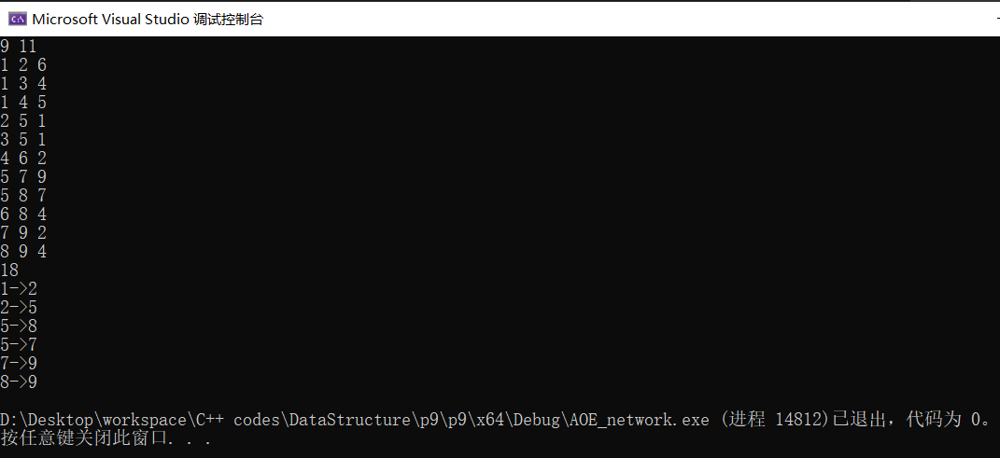 Microsoft Visual Studio 调试控制台
9 11
1 2 6
1 3 4
1 4 5
2 5 1
3 5 1
4 6 2
5 7 9
5 8 7
6 8 4
7 9 2
8 9 4
18
1->2
2->5
5->8
5->7
7->9
8->9
D:\Desktop\workspace\C++ codes\DataStructure\p9\p9\x64\Debug\AOE_network.exe (进程 14812)已退出，代码为 0。
按任意键关闭此窗口. . .